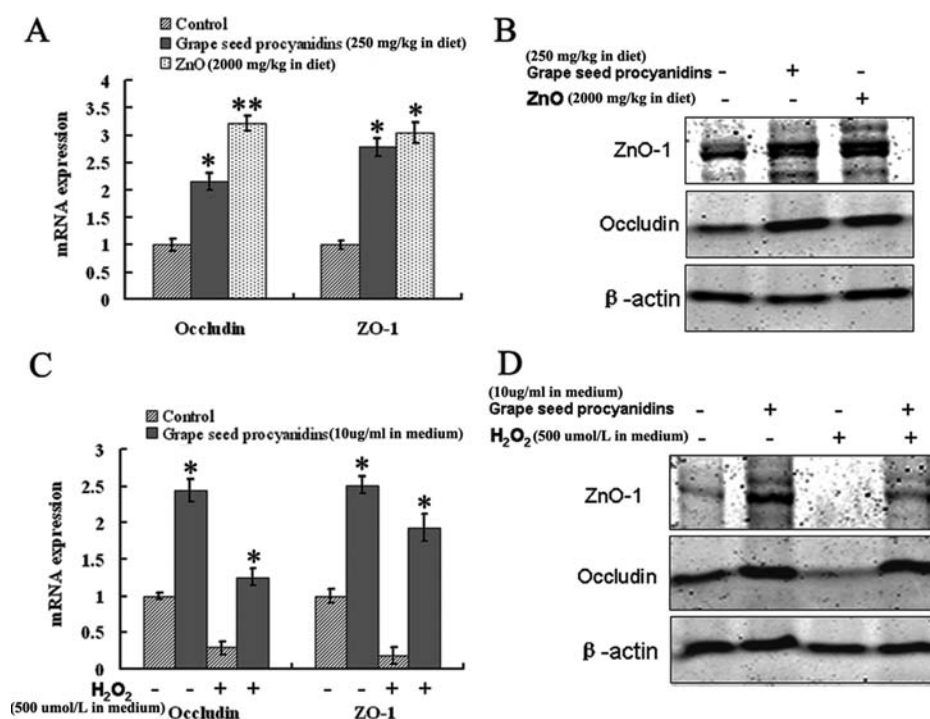 A
Control
Grape seed procyanidins (250 mg/kg in diet)
ZnO (2000 mg/kg in diet)
mRNA expression
4
3.5
3
2.5
2
1.5
1
0.5
0
*
**
*
*
Occludin
ZO-1
B
(250 mg/kg in diet)
Grape seed procyanidins - + -
ZnO (2000 mg/kg in diet) - - +
ZnO-1
Occludin
β-actin
C
Control
Grape seed procyanidins(10ug/ml in medium)
mRNA expression
3
2.5
2
1.5
1
0.5
0
*
*
*
*
H₂O₂ - - + + - - + +
(500 umol/L in medium)
Occludin
ZO-1
D
(10ug/ml in medium)
Grape seed procyanidins - + - +
H₂O₂ (500 umol/L in medium) - - + +
ZnO-1
Occludin
β-actin